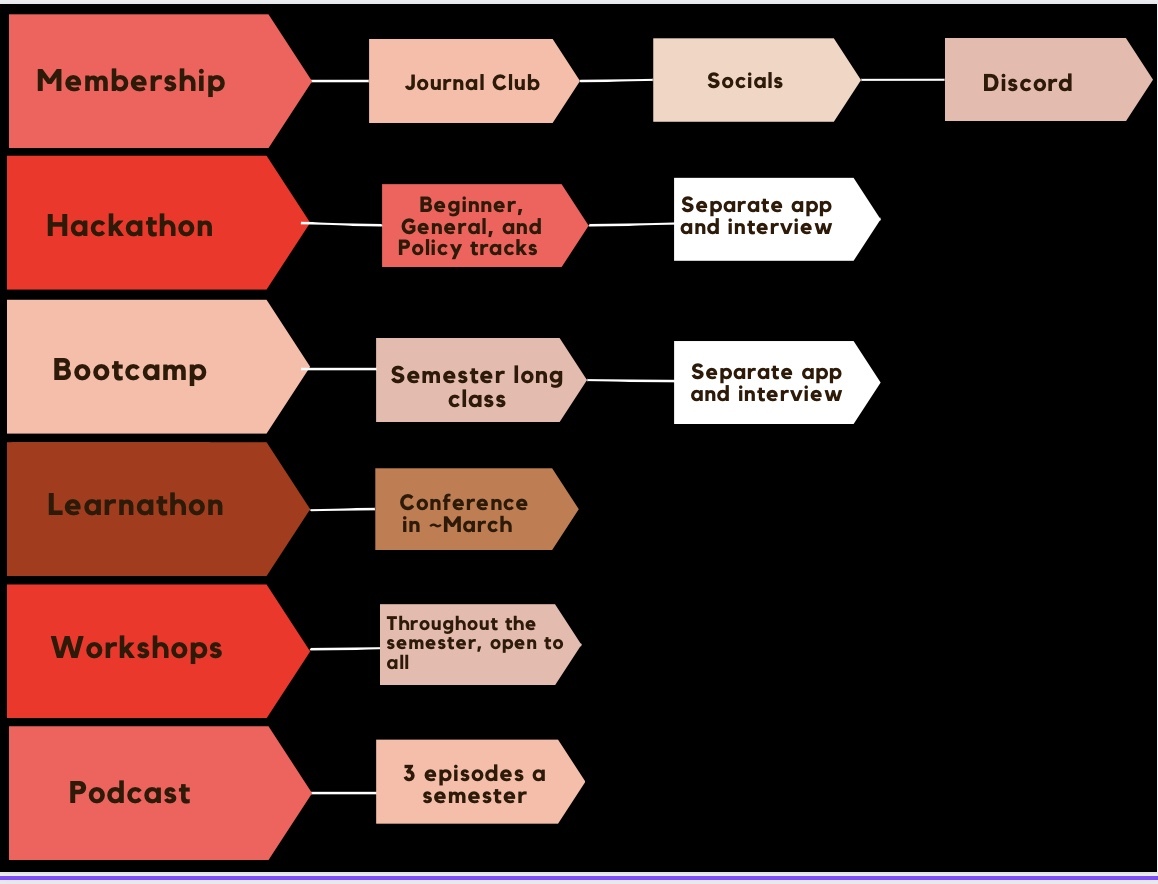 Membership
Journal Club
Socials
Discord
Hackathon
Beginner,
General, and
Policy tracks
Separate app
and interview
Bootcamp
Semester long
class
Separate app
and interview
Learnathon
Conference
in ~March
Workshops
Throughout the
semester, open to
all
Podcast
3 episodes a
semester